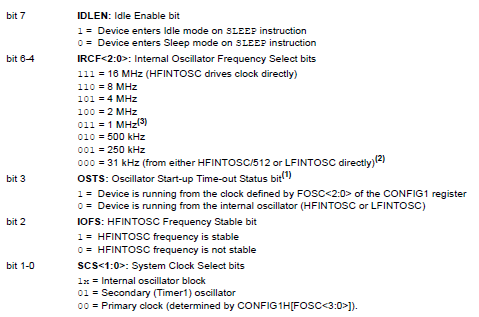 bit 7 IDLEN: Idle Enable bit
1 = Device enters Idle mode on SLEEP instruction
0 = Device enters Sleep mode on SLEEP instruction
bit 6-4 IRCF<2:0>: Internal Oscillator Frequency Select bits
111 = 16 MHz (HFINTOSC drives clock directly)
110 = 8 MHz
101 = 4 MHz
100 = 2 MHz
011 = 1 MHz(3)
010 = 500 kHz
001 = 250 kHz
000 = 31 kHz (from either HFINTOSC/512 or LFINTOSC directly)(2)
bit 3 OSTS: Oscillator Start-up Time-out Status bit(1)
1 = Device is running from the clock defined by FOSC<2:0> of the CONFIG1 register
0 = Device is running from the internal oscillator (HFINTOSC or LFINTOSC)
bit 2 IOFS: HFINTOSC Frequency Stable bit
1 = HFINTOSC frequency is stable
0 = HFINTOSC frequency is not stable
bit 1-0 SCS<1:0>: System Clock Select bits
1x = Internal oscillator block
01 = Secondary (Timer1) oscillator
00 = Primary clock (determined by CONFIG1H[FOSC<3:0>]).